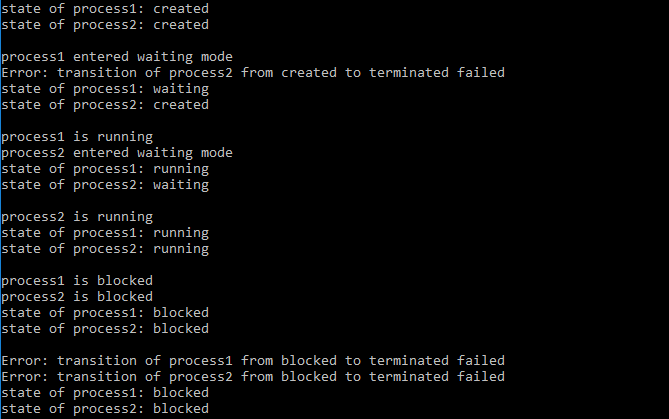 state of process1: created
state of process2: created
process1 entered waiting mode
Error: transition of process2 from created to terminated failed
state of process1: waiting
state of process2: created
process1 is running
process2 entered waiting mode
state of process1: running
state of process2: waiting
process2 is running
state of process1: running
state of process2: running
process1 is blocked
process2 is blocked
state of process1: blocked
state of process2: blocked
Error: transition of process1 from blocked to terminated failed
Error: transition of process2 from blocked to terminated failed
state of process1: blocked
state of process2: blocked